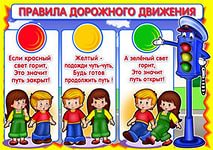 ПРАВИЛА ДОРОЖНОГО ДВИЖЕНИЯ
Если красный
свет горит,
Это значит
путь закрыт!
Желтый -
подожди чуть-чуть,
Будь готов
продолжить путь!
А зелёный свет
горит,
Это значит
путь открыт!